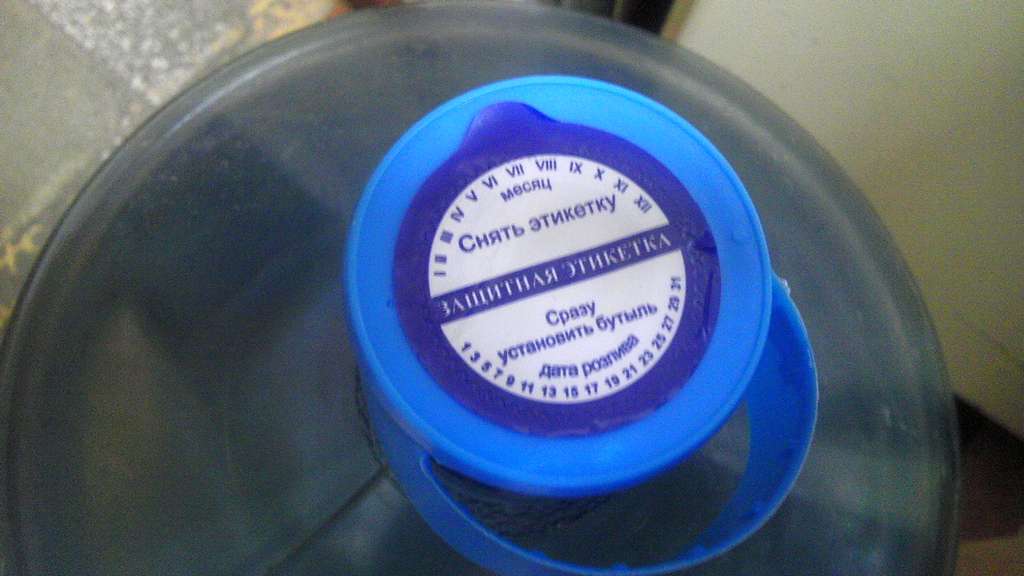 I II III IV V VI VII VIII IX X XI XII
месяц
Снять этикетку
ЗАЩИТНАЯ ЭТИКЕТКА
Сразу
установить бутыль
дата розлива
1 3 5 7 9 11 13 15 17 19 21 23 25 27 29 31